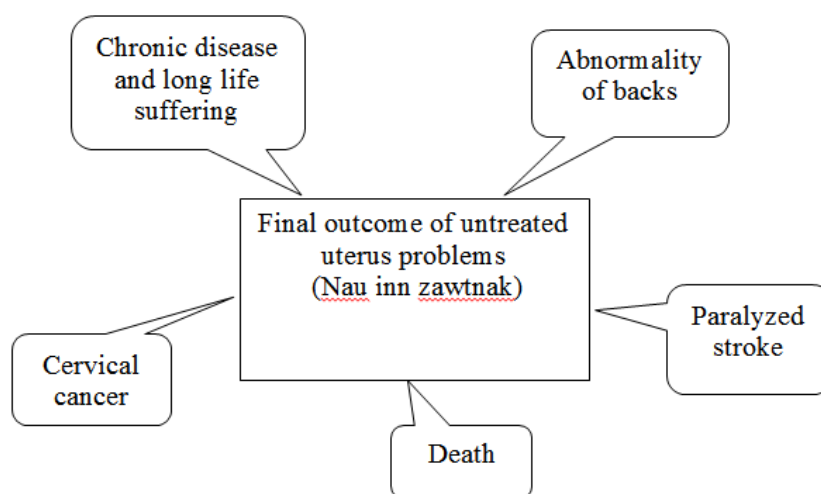 Chronic disease
and long life
suffering
Abnormality
of backs
Final outcome of untreated
uterus problems
(Nau inn zawtnak)
Paralyzed
stroke
Cervical
cancer
Death